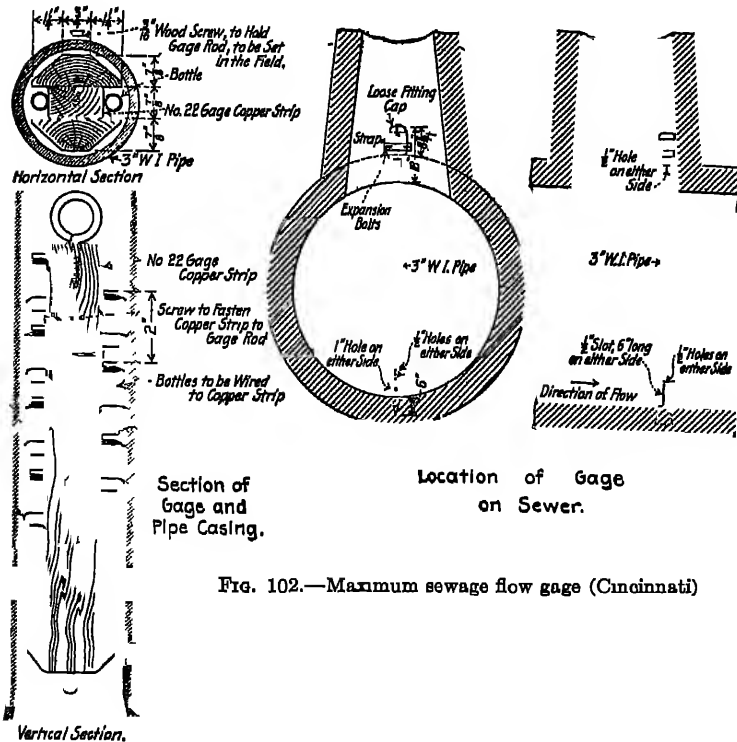 3/16" Wood Screw, to Hold
Gage Rod, to be Set
in the Field.
Bottle
No. 22 Gage Copper Strip
3" W I. Pipe
Horizontal Section
No 22 Gage
Copper Strip
Screw to Fasten
Copper Strip to
Gage Rod
2"
Bottles to be Wired
to Copper Strip
Section of
Gage and
Pipe Casing.
Vertical Section.
Loose Fitting
Cap
Strap
Expansion
Bolts
3" W I. Pipe
1" Hole on
either Side
Holes on
either Side
6"
Hole
on either
Side
3" W.I. Pipe
Slot, 6" long
on either Side
Holes on
either Side
Direction of Flow
Location of Gage
on Sewer.
FIG. 102.—Maximum sewage flow gage (Cincinnati)